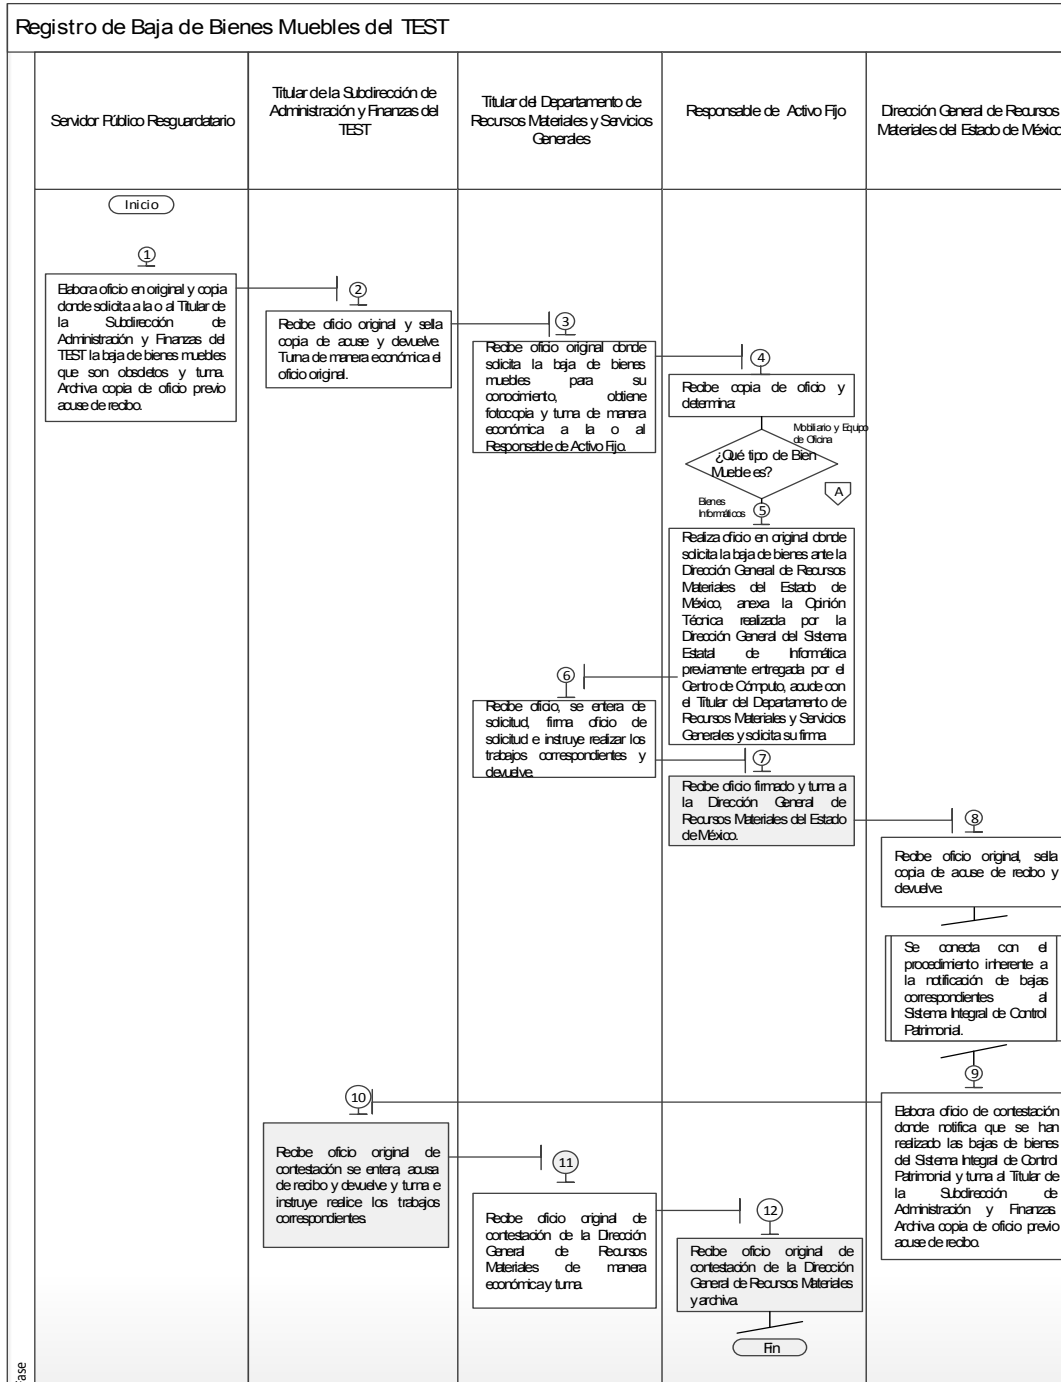 Registro de Baja de Bienes Muebles del TEST
Servidor Público Resguardatario
Titular de la Subdirección de
Administración y Finanzas del
TEST
Titular del Departamento de
Recursos Materiales y Servicios
Generales
Responsable de Activo Fijo
Dirección General de Recursos
Materiales del Estado de México
Inicio
1
Elabora oficio en original y copia
donde solicita a la o al Titular de
la Subdirección de
Administración y Finanzas del
TEST la baja de bienes muebles
que son obsoletos y turna.
Archiva copia de oficio previo
acuse de recibo.
2
Recibe oficio original y sella
copia de acuse y devuelve.
Turna de manera económica el
oficio original.
3
Recibe oficio original donde
solicita la baja de bienes
muebles para su
conocimiento, obtiene
fotocopia y turna de manera
económica a la o al
Responsable de Activo Fijo.
4
Recibe copia de oficio y
determina:
Mobiliario y Equipo
de Oficina
¿Qué tipo de Bien
Mueble es?
A
Bienes
Informáticos
5
Realiza oficio en original donde
solicita la baja de bienes ante la
Dirección General de Recursos
Materiales del Estado de
México, anexa la Opinión
Técnica realizada por la
Dirección General del Sistema
Estatal de Informática
previamente entregada por el
Centro de Cómputo, acude con
el Titular del Departamento de
Recursos Materiales y Servicios
Generales y solicita su firma.
6
Recibe oficio, se entera de
solicitud, firma oficio de
solicitud e instruye realizar los
trabajos correspondientes y
devuelve.
7
Recibe oficio firmado y turna a
la Dirección General de
Recursos Materiales del Estado
de México.
8
Recibe oficio original, sella
copia de acuse de recibo y
devuelve.
Se conecta con el
procedimiento inherente a
la notificación de bajas
correspondientes al
Sistema Integral de Control
Patrimonial.
9
Elabora oficio de contestación
donde notifica que se han
realizado las bajas de bienes
del Sistema Integral de Control
Patrimonial y turna al Titular de
la Subdirección de
Administración y Finanzas.
Archiva copia de oficio previo
acuse de recibo.
10
Recibe oficio original de
contestación se entera, acusa
de recibo y devuelve y turna e
instruye realice los trabajos
correspondientes.
11
Recibe oficio original de
contestación de la Dirección
General de Recursos
Materiales de manera
económica y turna.
12
Recibe oficio original de
contestación de la Dirección
General de Recursos Materiales
y archiva.
Fin
Fase